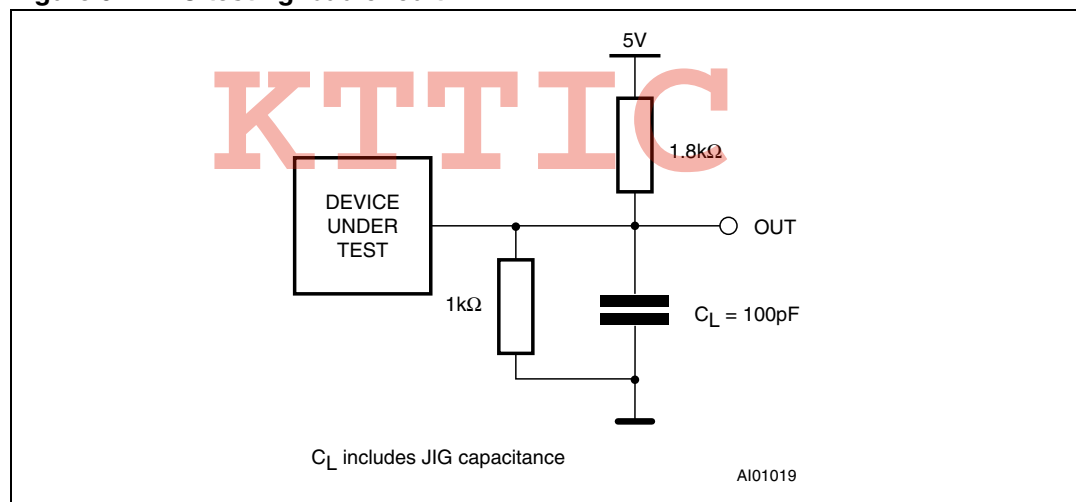 5V
KTTIC
1.8kΩ
DEVICE
UNDER
TEST
OUT
1kΩ
CL = 100pF
CL includes JIG capacitance
AI01019